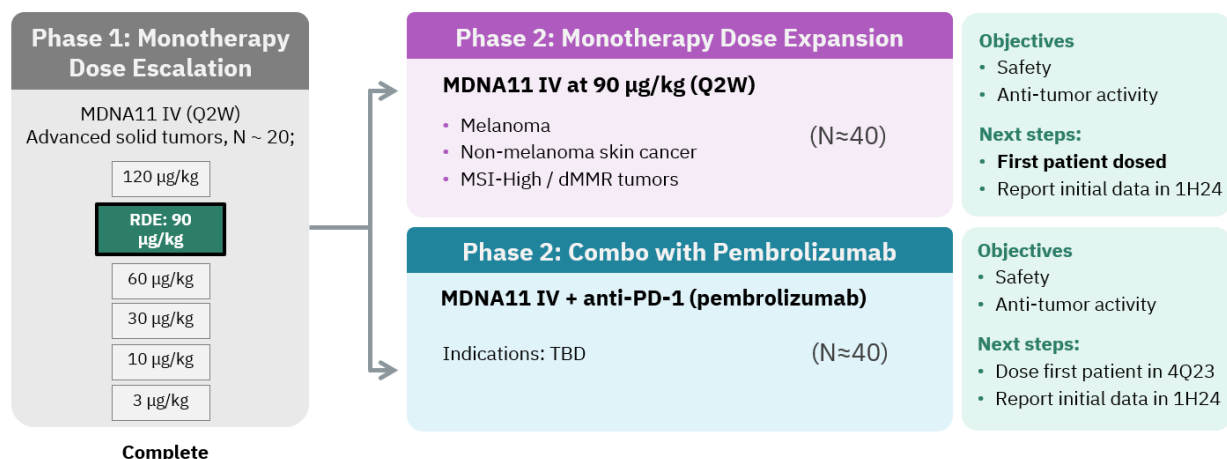 Phase 1: Monotherapy
Dose Escalation
MDNA11 IV (Q2W)
Advanced solid tumors, N ~ 20;
120 µg/kg
RDE: 90
µg/kg
60 µg/kg
30 µg/kg
10 µg/kg
3 µg/kg
Complete
Phase 2: Monotherapy Dose Expansion
MDNA11 IV at 90 µg/kg (Q2W)
• Melanoma
• Non-melanoma skin cancer
• MSI-High / dMMR tumors
(N≈40)
Objectives
• Safety
• Anti-tumor activity
Next steps:
• First patient dosed
• Report initial data in 1H24
Phase 2: Combo with Pembrolizumab
MDNA11 IV + anti-PD-1 (pembrolizumab)
Indications: TBD
(N≈40)
Objectives
• Safety
• Anti-tumor activity
Next steps:
• Dose first patient in 4Q23
• Report initial data in 1H24